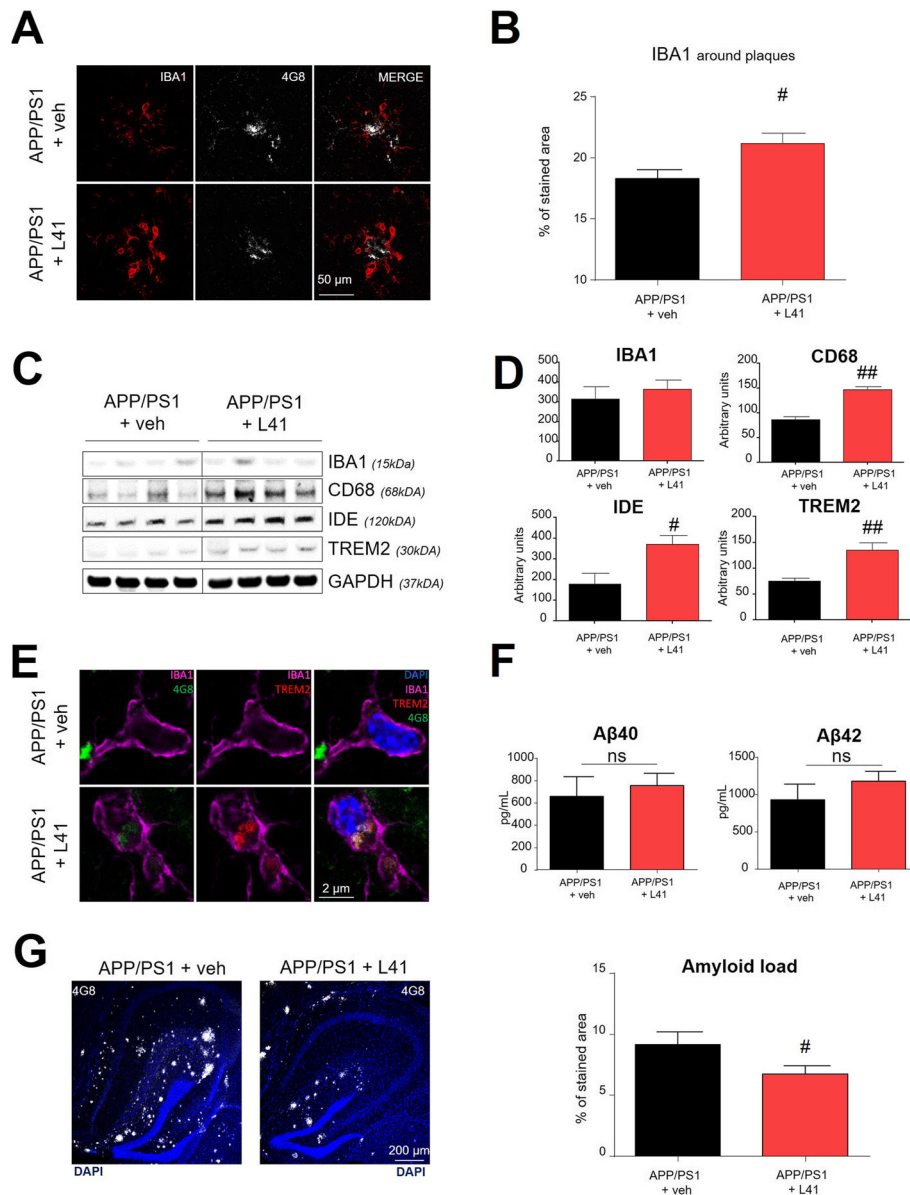 A
IBA1
4G8
MERGE
APP/PS1
+ veh
APP/PS1
+ L41
50 µm
B
IBA1 around plaques
% of stained area
25
20
15
10
#
APP/PS1
+ veh
APP/PS1
+ L41
C
APP/PS1
+ veh
APP/PS1
+ L41
IBA1 (15kDa)
CD68 (68kDA)
IDE (120kDA)
TREM2 (30kDA)
GAPDH (37kDA)
D
IBA1
Arbitrary units
500
400
300
200
100
0
APP/PS1
+ veh
APP/PS1
+ L41
CD68
Arbitrary units
200
150
100
50
0
##
APP/PS1
+ veh
APP/PS1
+ L41
IDE
Arbitrary units
600
400
200
0
#
APP/PS1
+ veh
APP/PS1
+ L41
TREM2
Arbitrary units
200
150
100
50
0
##
APP/PS1
+ veh
APP/PS1
+ L41
E
APP/PS1
+ veh
APP/PS1
+ L41
IBA1
4G8
IBA1
TREM2
DAPI
IBA1
TREM2
4G8
2 µm
F
Aβ40
ns
pg/mL
1000
800
600
400
200
0
APP/PS1
+ veh
APP/PS1
+ L41
Aβ42
ns
pg/mL
1500
1000
500
0
APP/PS1
+ veh
APP/PS1
+ L41
G
APP/PS1 + veh
APP/PS1 + L41
4G8
4G8
200 µm
DAPI
DAPI
Amyloid load
% of stained area
15
10
5
0
#
APP/PS1
+ veh
APP/PS1
+ L41